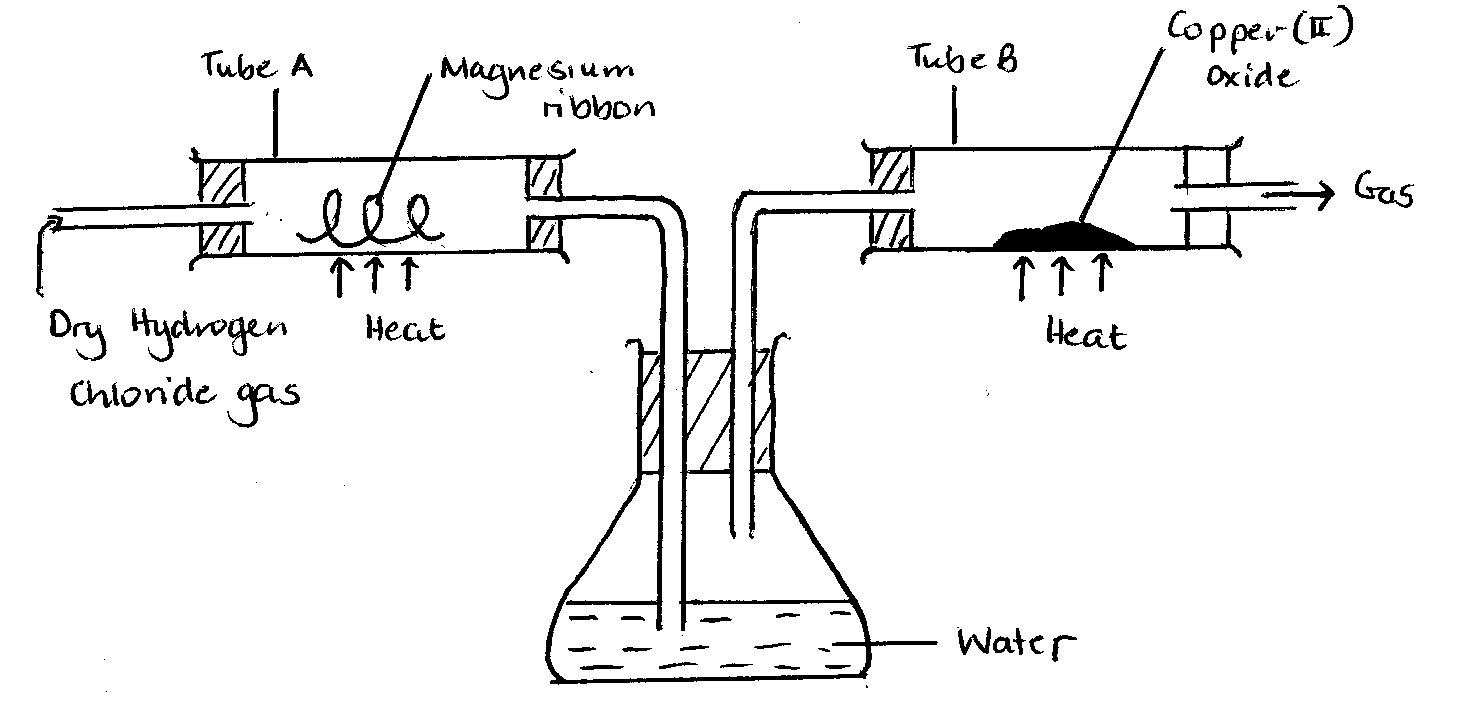 Tube A
Magnesium
ribbon
Tube B
Copper-(II)
Oxide
Gas
Dry Hydrogen
Chloride gas
Heat
Heat
Water